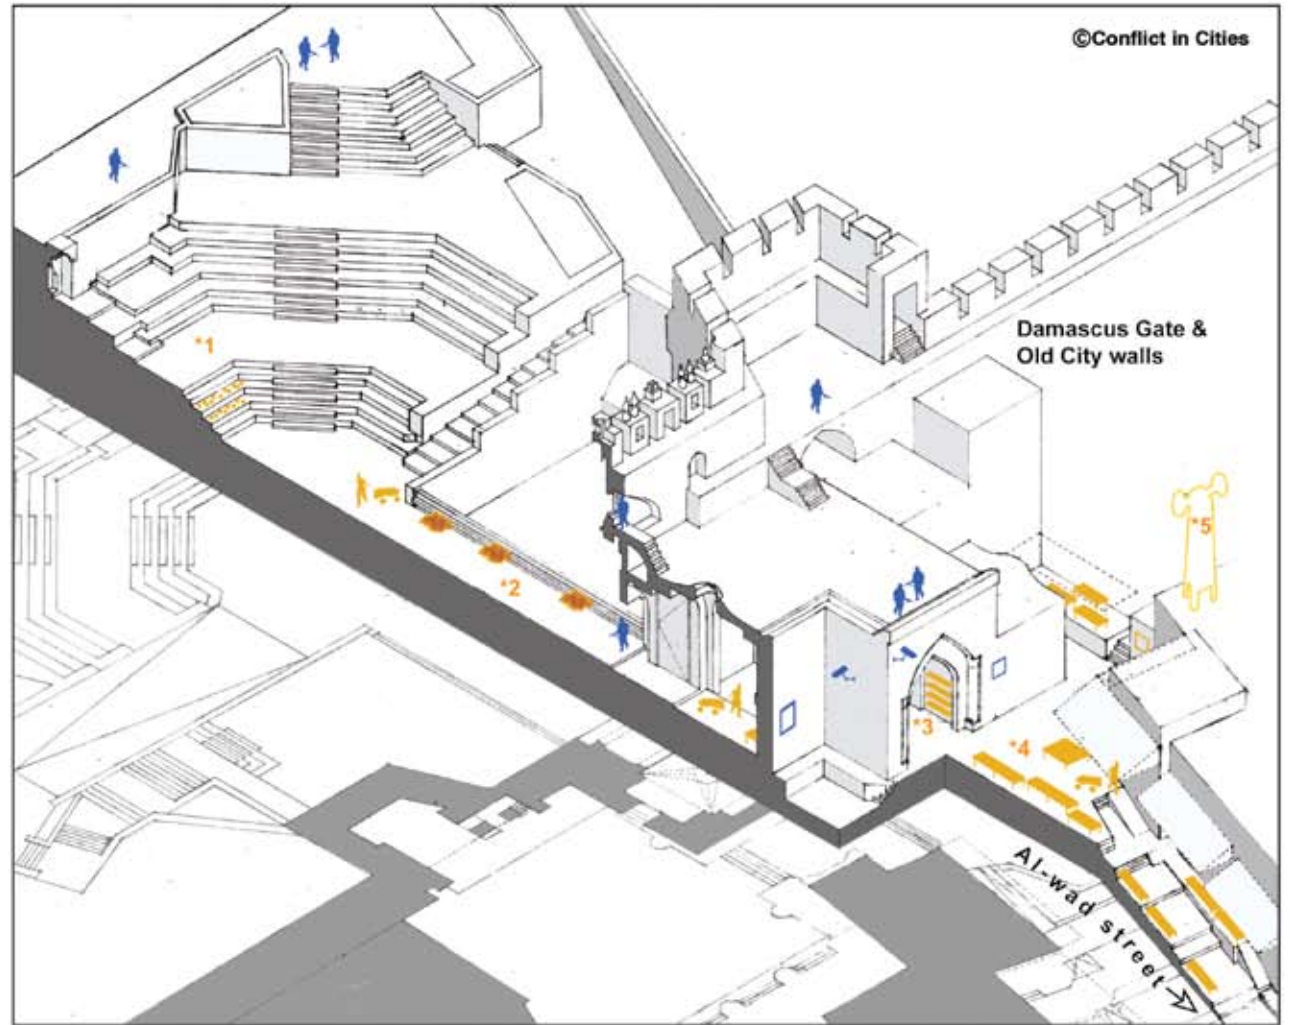 ©Conflict in Cities
Damascus Gate &
Old City walls
*1
*5
*2
*3
*4
Al-wad street